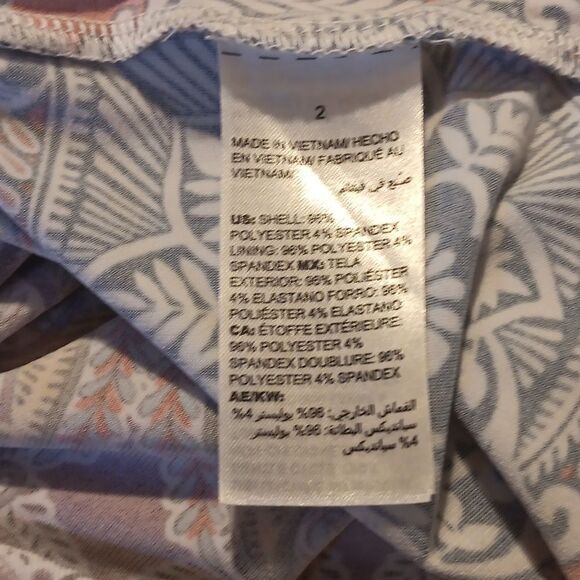 2
MADE IN VIETNAM/ HECHO
EN VIETNAM/ FABRIQUÉ AU
VIETNAM/
صنع في فيتنام
US: SHELL: 96%
POLYESTER 4% SPANDEX
LINING: 96% POLYESTER 4%
SPANDEX MX: TELA
EXTERIOR: 96% POLIÉSTER
4% ELASTANO FORRO: 96%
POLIÉSTER 4% ELASTANO
CA: ÉTOFFE EXTÉRIEURE:
96% POLYESTER 4%
SPANDEX DOUBLURE: 96%
POLYESTER 4% SPANDEX
AE/KW:
القماش الخارجي: 96% بوليستر 4%
سباندكس البطانة: 96% بوليستر
4% سباندكس